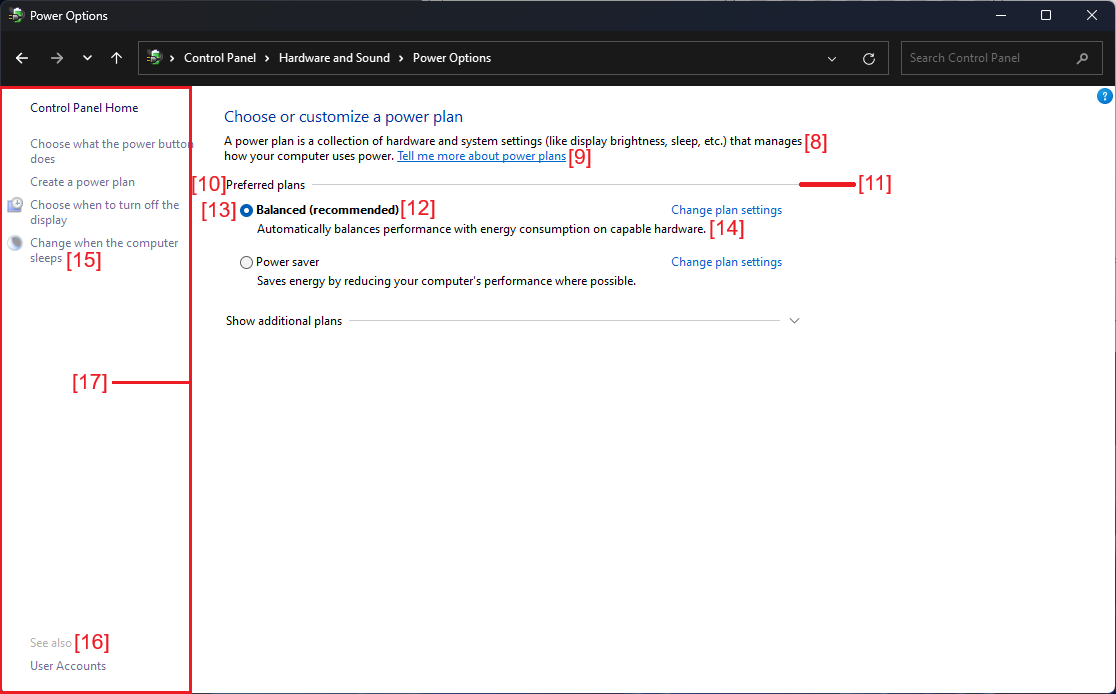 Power Options
Control Panel > Hardware and Sound > Power Options
Search Control Panel
?
Control Panel Home
Choose what the power button
does
Create a power plan
Choose when to turn off the
display
Change when the computer
sleeps [15]
[17]
See also [16]
User Accounts
Choose or customize a power plan
A power plan is a collection of hardware and system settings (like display brightness, sleep, etc.) that manages [8]
how your computer uses power. Tell me more about power plans [9]
[10] Preferred plans [11]
[13] Balanced (recommended) [12] Change plan settings
Automatically balances performance with energy consumption on capable hardware. [14]
Power saver Change plan settings
Saves energy by reducing your computer's performance where possible.
Show additional plans